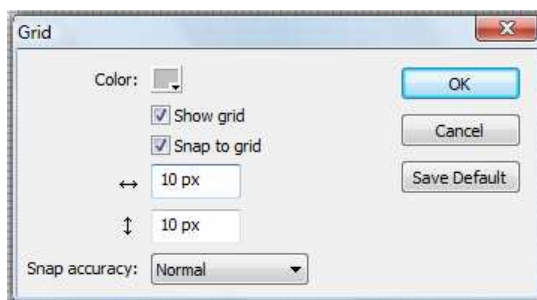 Grid
Color:
OK
Show grid
Cancel
Snap to grid
10 px
Save Default
10 px
Snap accuracy: Normal